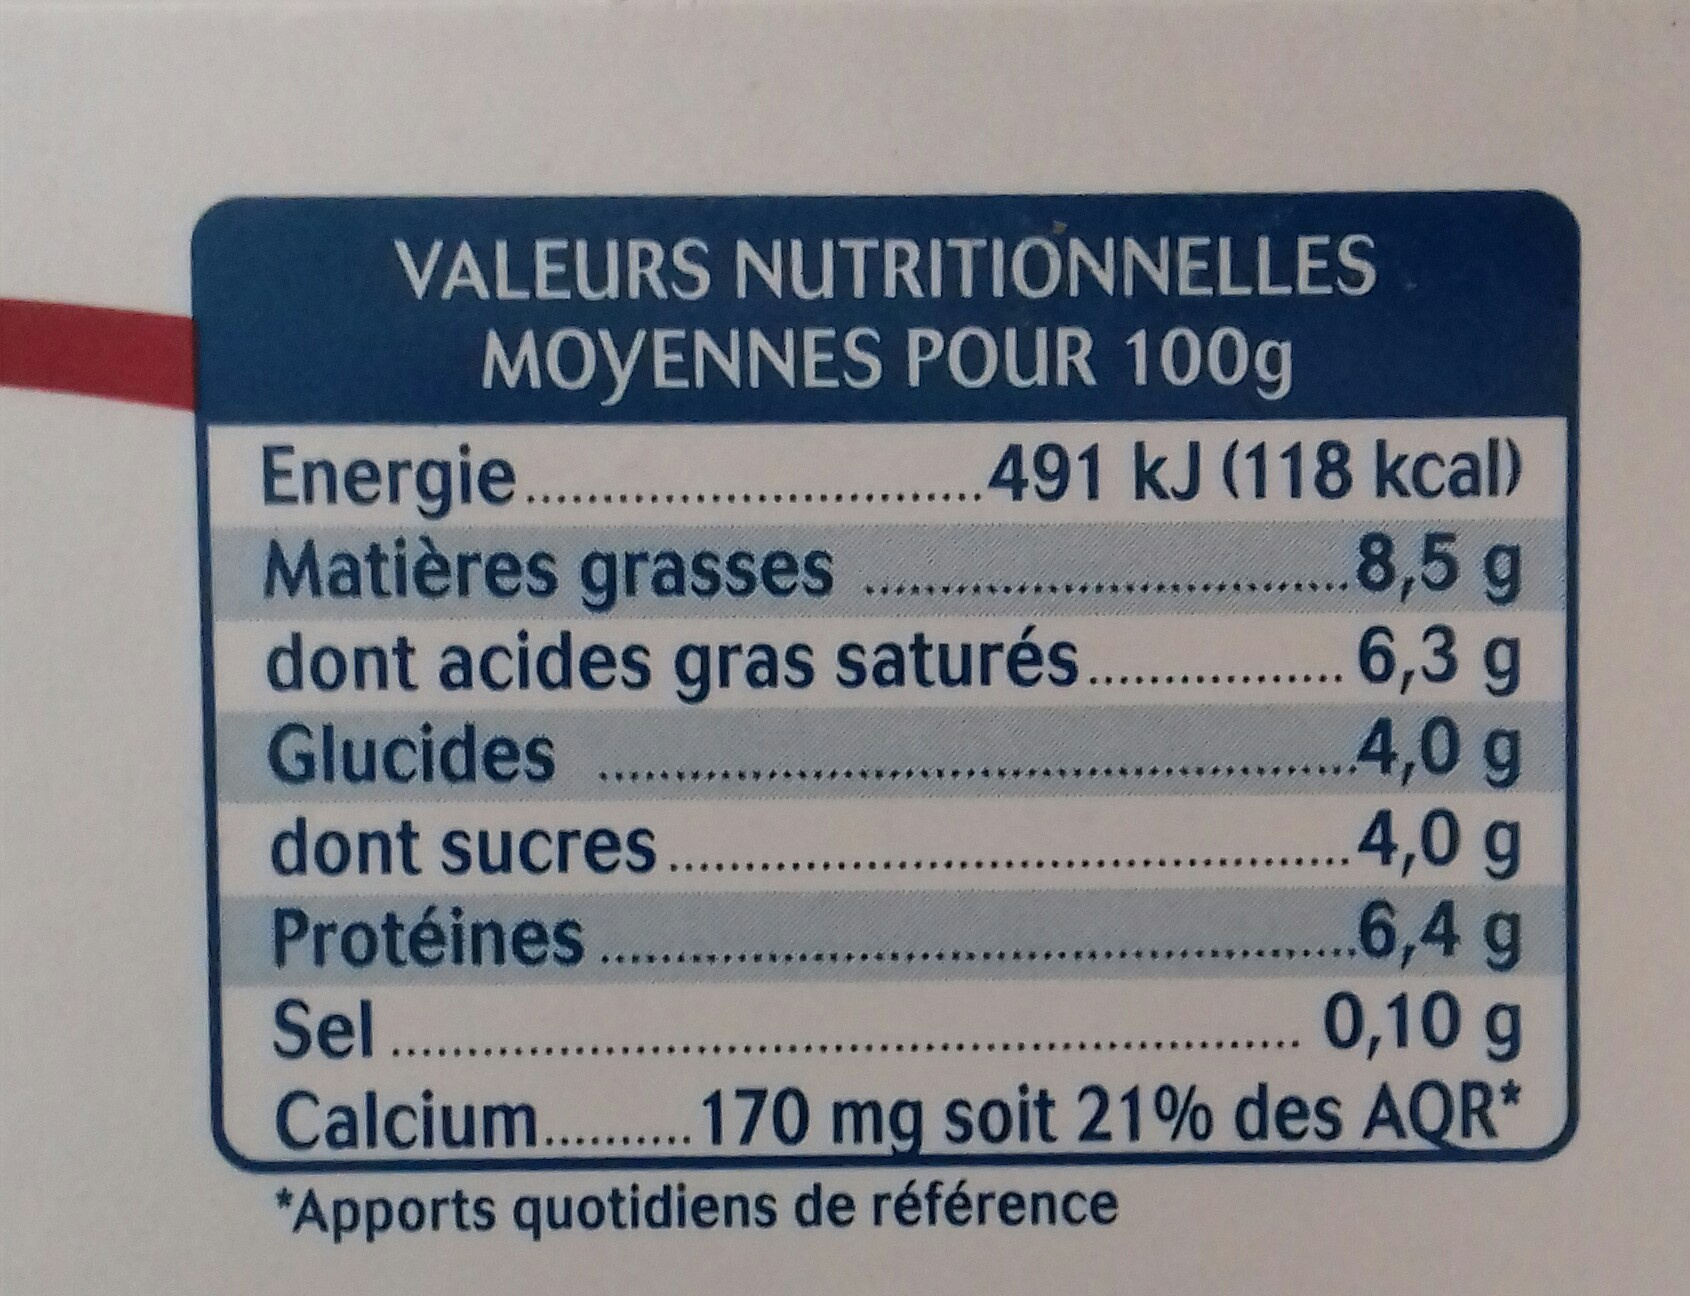 VALEURS NUTRITIONNELLES
MOYENNES POUR 100g
Energie..............................491 kJ (118 kcal)
Matières grasses ...............................8,5 g
dont acides gras saturés................6,3 g
Glucides ...............................................4,0 g
dont sucres...........................................4,0 g
Protéines...............................................6,4 g
Sel.......................................................... 0,10 g
Calcium..........170 mg soit 21% des AQR*
*Apports quotidiens de référence